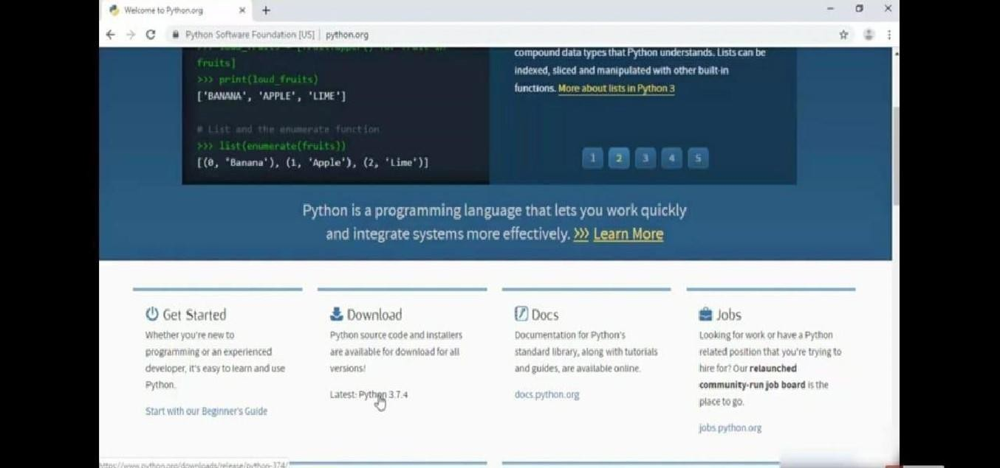 Welcome to Python.org
Python Software Foundation [US] | python.org
fruits]
>>> print(loud_fruits)
['BANANA', 'APPLE', 'LIME']
# List and the enumerate function
>>> list(enumerate(fruits))
[(0, 'Banana'), (1, 'Apple'), (2, 'Lime')]
compound data types that Python understands. Lists can be
indexed, sliced and manipulated with other built-in
functions. More about lists in Python 3
1 2 3 4 5
Python is a programming language that lets you work quickly
and integrate systems more effectively. >>> Learn More
Get Started
Whether you're new to
programming or an experienced
developer, it's easy to learn and use
Python.
Start with our Beginner's Guide
Download
Python source code and installers
are available for download for all
versions!
Latest: Python 3.7.4
Docs
Documentation for Python's
standard library, along with tutorials
and guides, are available online.
docs.python.org
Jobs
Looking for work or have a Python
related position that you're trying to
hire for? Our relaunched
community-run job board is the
place to go.
jobs.python.org
https://www.python.org/downloads/release/python-374/